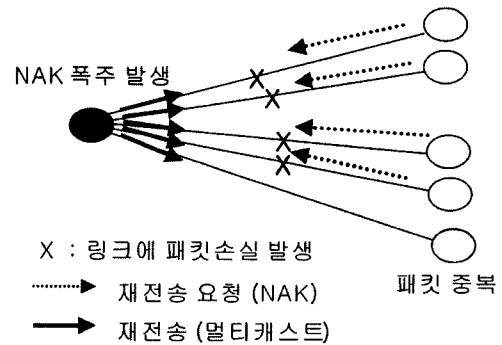 NAK 폭주 발생
X : 링크에 패킷손실 발생
재전송 요청 (NAK)
패킷 중복
재전송 (멀티캐스트)